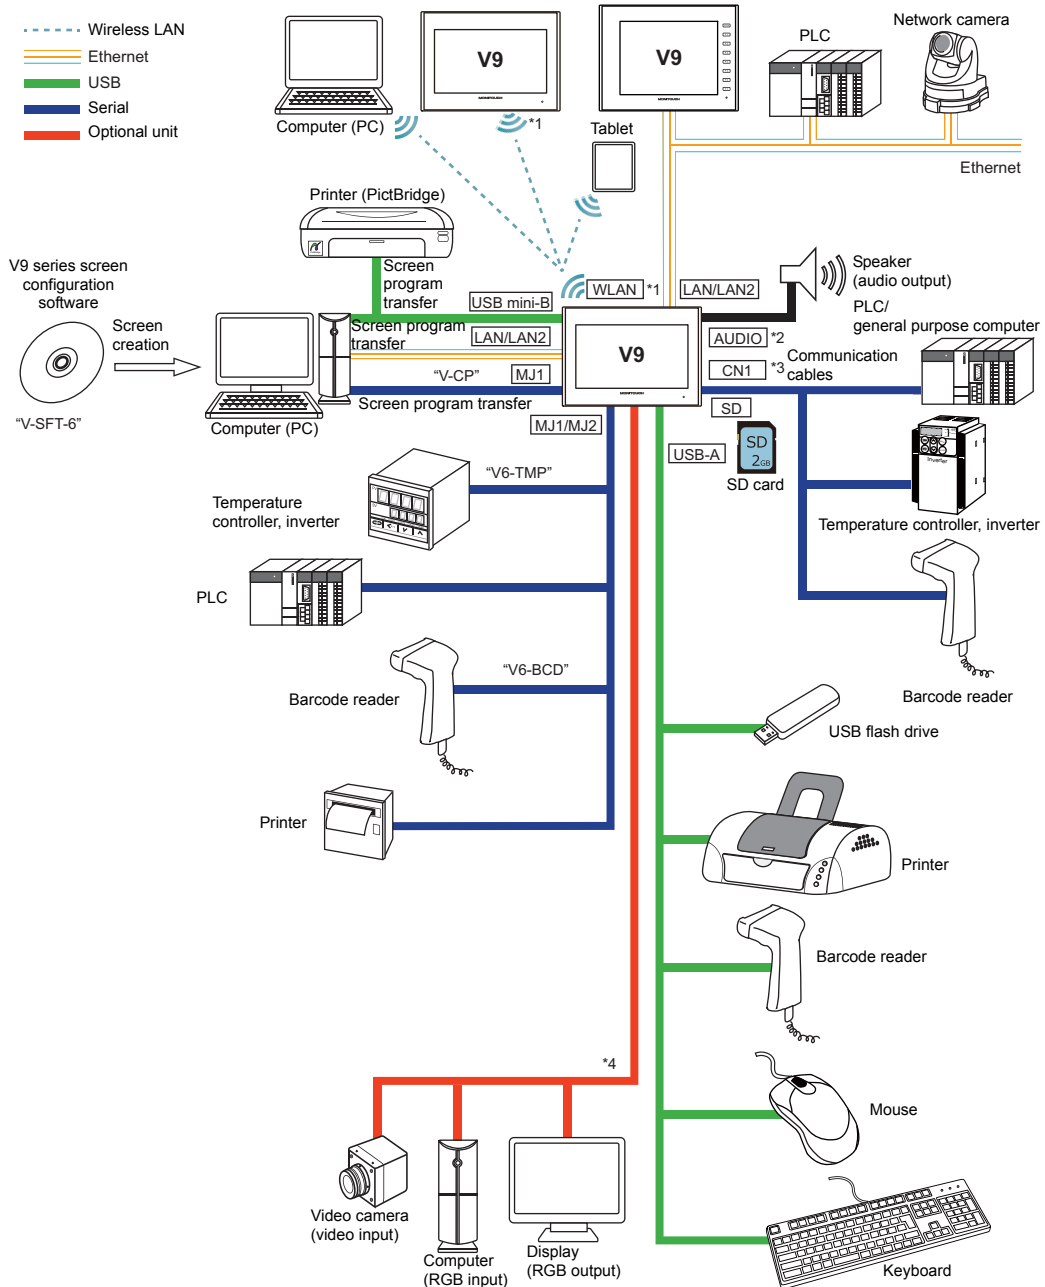 Wireless LAN
Ethernet
USB
Serial
Optional unit
Computer (PC)
V9
MONITOUCH
*1
V9
MONITOUCH
PLC
Network camera
Tablet
Ethernet
Printer (PictBridge)
V9 series screen
configuration
software
Screen
creation
"V-SFT-6"
Screen
program
transfer
USB mini-B
WLAN
*1
LAN/LAN2
Speaker
(audio output)
PLC/
general purpose computer
Screen program
transfer
LAN/LAN2
V9
MONITOUCH
AUDIO
*2
CN1
*3
Communication
cables
"V-CP"
MJ1
Screen program transfer
Computer (PC)
MJ1/MJ2
SD
USB-A
SD
2GB
SD card
Inverter
Temperature controller, inverter
"V6-TMP"
Temperature
controller, inverter
PLC
"V6-BCD"
Barcode reader
Barcode reader
USB flash drive
Printer
Printer
Barcode reader
*4
Mouse
Video camera
(video input)
Computer
(RGB input)
Display
(RGB output)
Keyboard